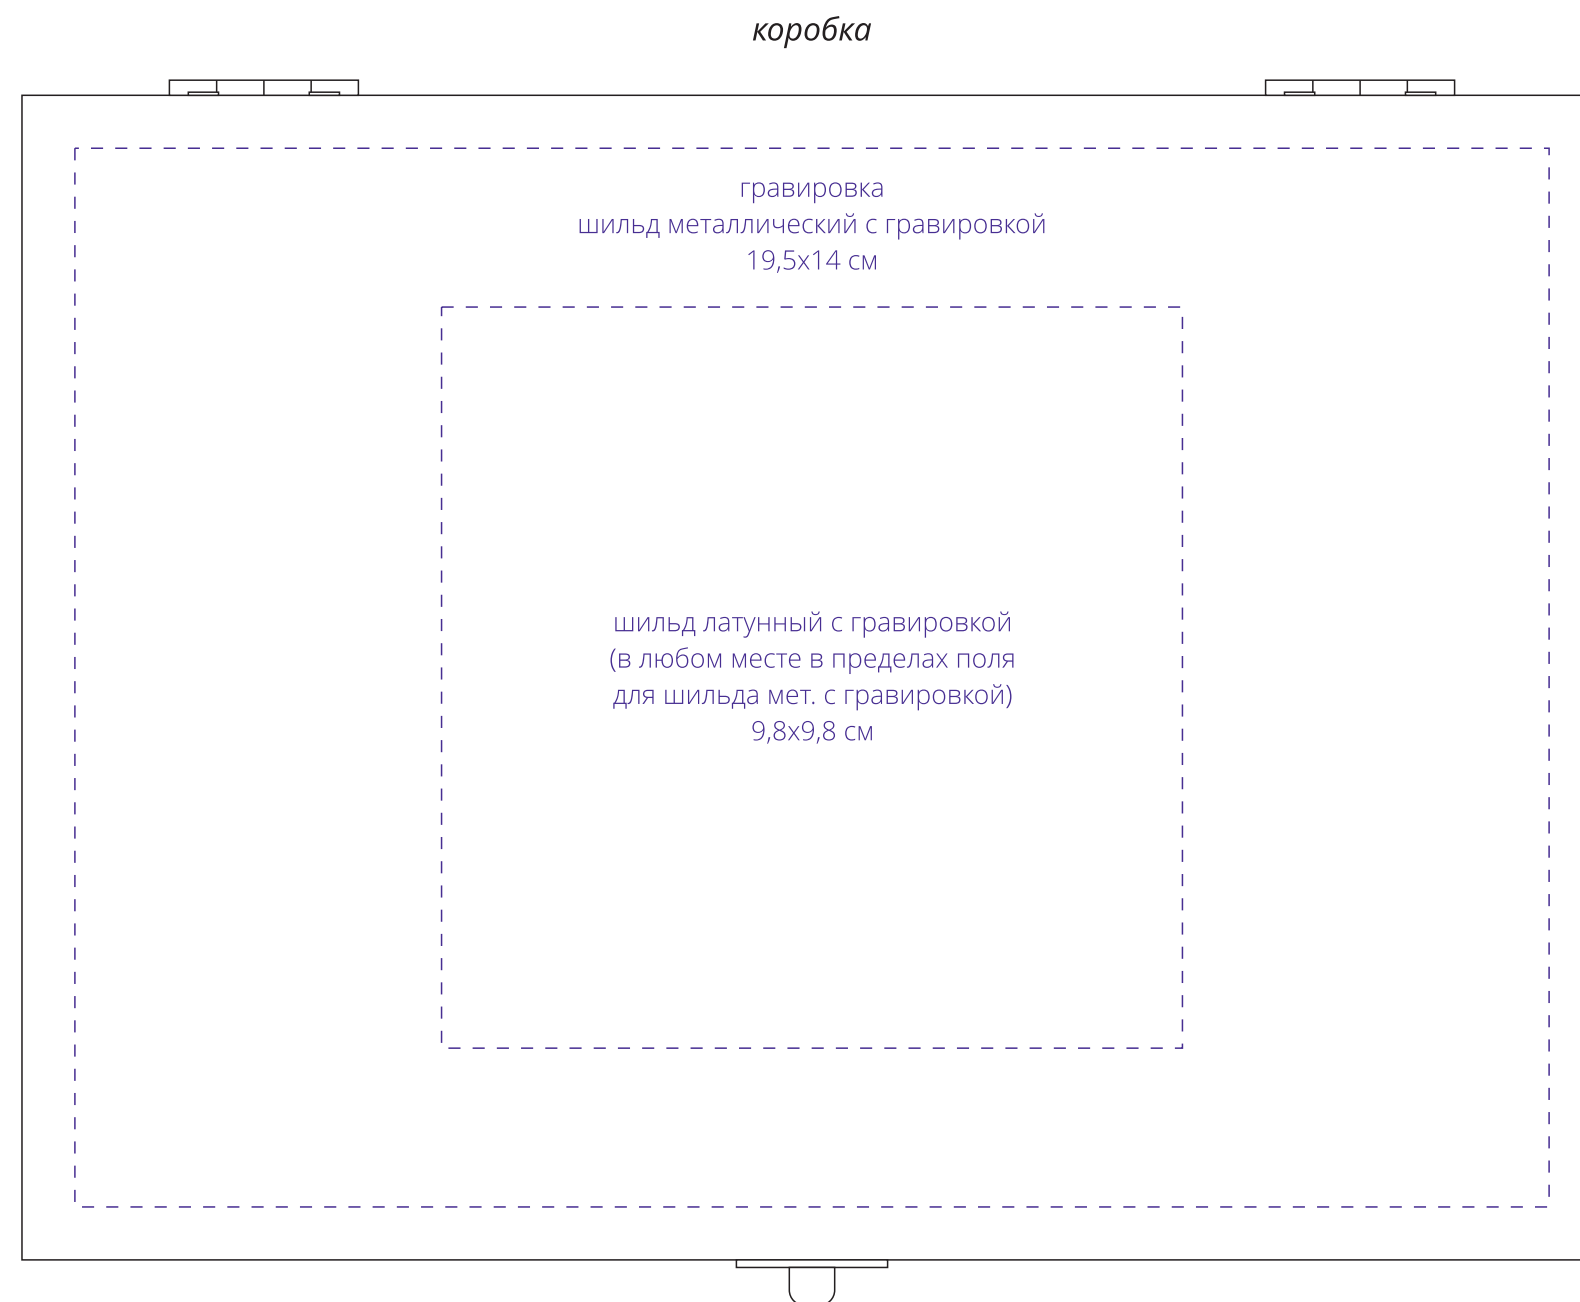 коробка
гравировка
шильд металлический с гравировкой
19,5х14 см
шильд латунный с гравировкой
(в любом месте в пределах поля
для шильда мет. с гравировкой)
9,8х9,8 см